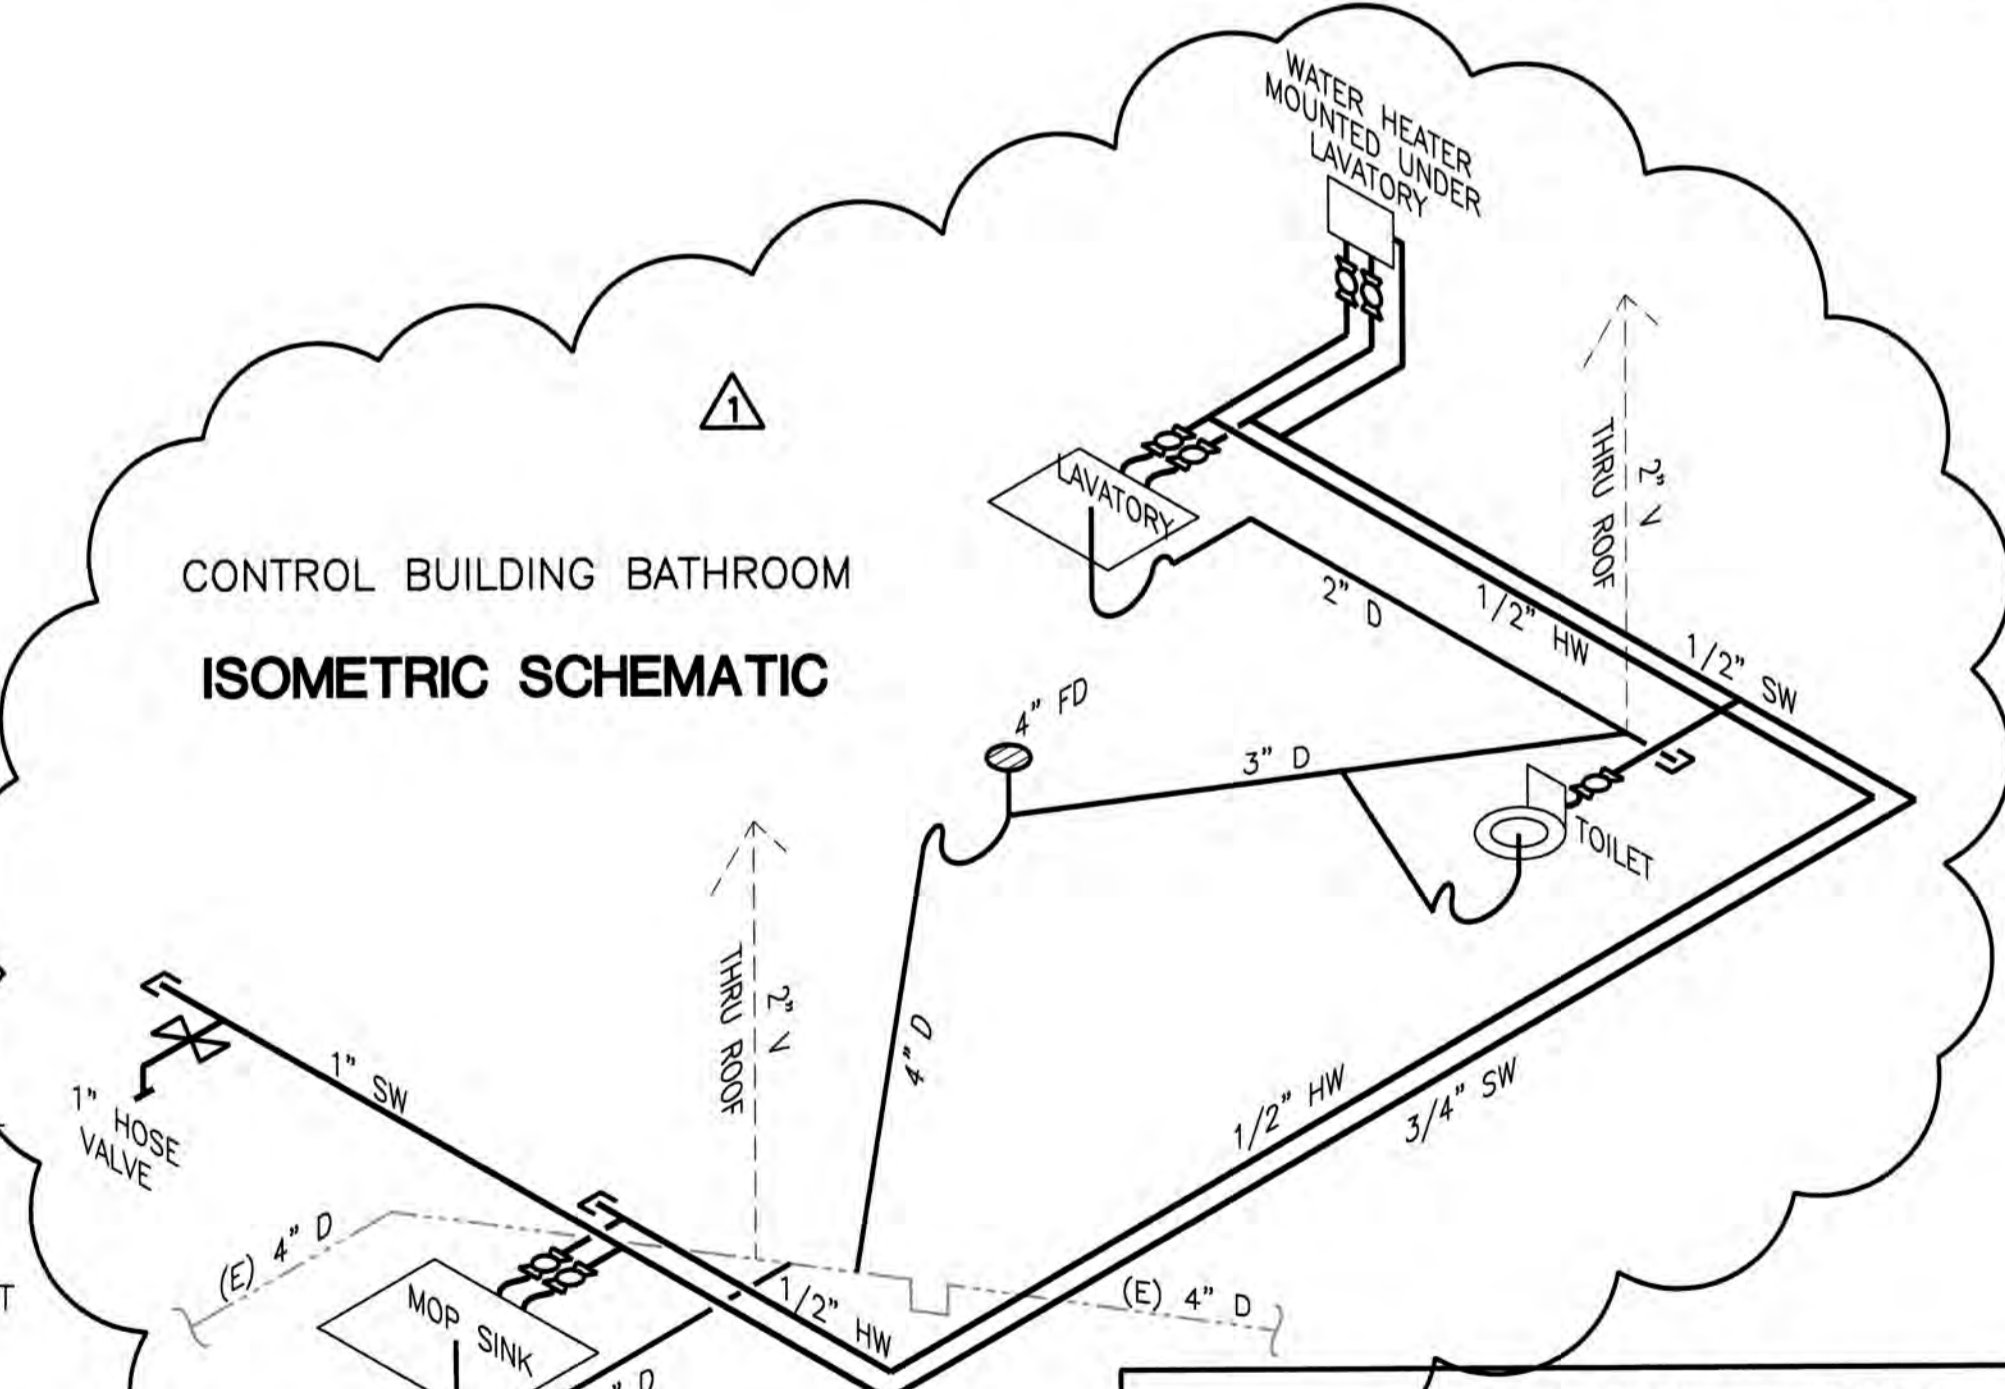 WATER HEATER
MOUNTED UNDER
LAVATORY
1
LAVATORY
THRU ROOF
2" V
CONTROL BUILDING BATHROOM
ISOMETRIC SCHEMATIC
2" D
1/2" HW
1/2" SW
4" FD
3" D
TOILET
THRU ROOF
2" V
4" D
1" SW
1" HOSE
VALVE
1/2" HW
3/4" SW
(E) 4" D
(E) 4" D
MOP SINK
1/2" HW
" D
T